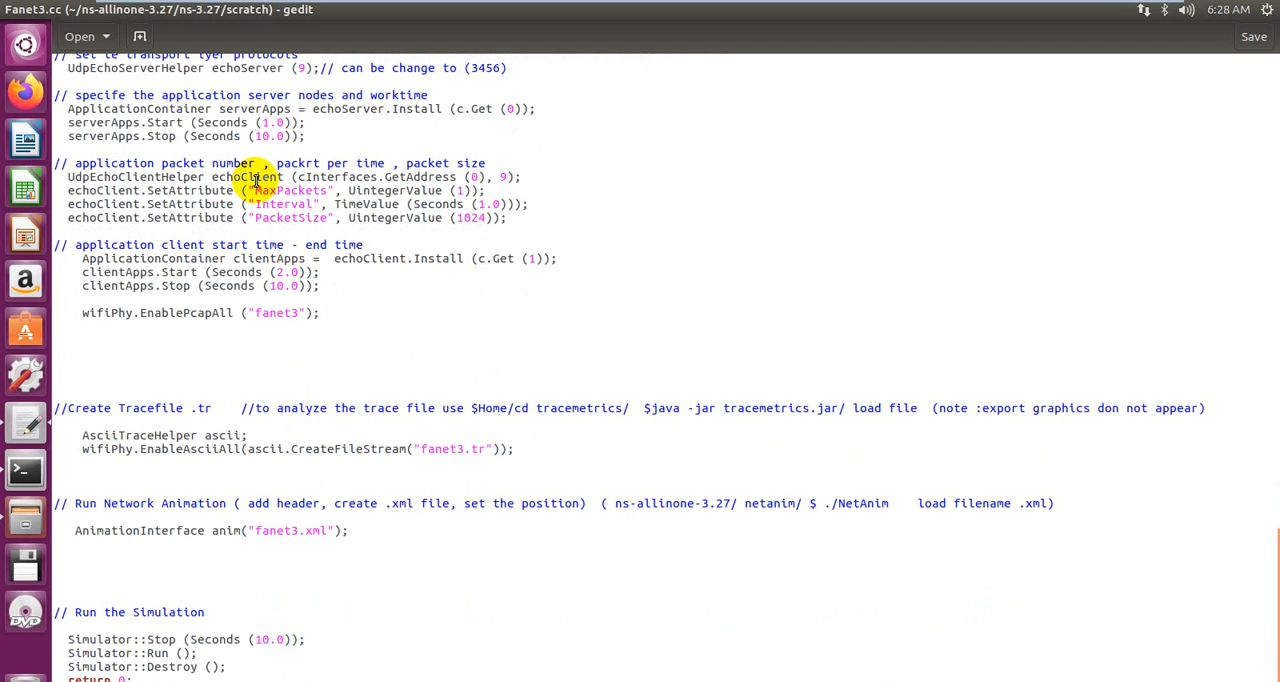 Fanet3.cc (~/ns-allinone-3.27/ns-3.27/scratch) - gedit
6:28 AM
Open
Save
// set te transport lyer protocols
UdpEchoServerHelper echoServer (9);// can be change to (3456)
// specife the application server nodes and worktime
ApplicationContainer serverApps = echoServer.Install (c.Get (0));
serverApps.Start (Seconds (1.0));
serverApps.Stop (Seconds (10.0));
// application packet number , packrt per time , packet size
UdpEchoClientHelper echoClient (cInterfaces.GetAddress (0), 9);
echoClient.SetAttribute ("MaxPackets", UintegerValue (1));
echoClient.SetAttribute ("Interval", TimeValue (Seconds (1.0)));
echoClient.SetAttribute ("PacketSize", UintegerValue (1024));
// application client start time - end time
ApplicationContainer clientApps =  echoClient.Install (c.Get (1));
clientApps.Start (Seconds (2.0));
clientApps.Stop (Seconds (10.0));
wifiPhy.EnablePcapAll ("fanet3");
//Create Tracefile .tr    //to analyze the trace file use $Home/cd tracemetrics/  $java -jar tracemetrics.jar/ load file  (note :export graphics don not appear)
AsciiTraceHelper ascii;
wifiPhy.EnableAsciiAll(ascii.CreateFileStream("fanet3.tr"));
// Run Network Animation ( add header, create .xml file, set the position)  ( ns-allinone-3.27/ netanim/ $ ./NetAnim    load filename .xml)
AnimationInterface anim("fanet3.xml");
// Run the Simulation
Simulator::Stop (Seconds (10.0));
Simulator::Run ();
Simulator::Destroy ();
return 0;